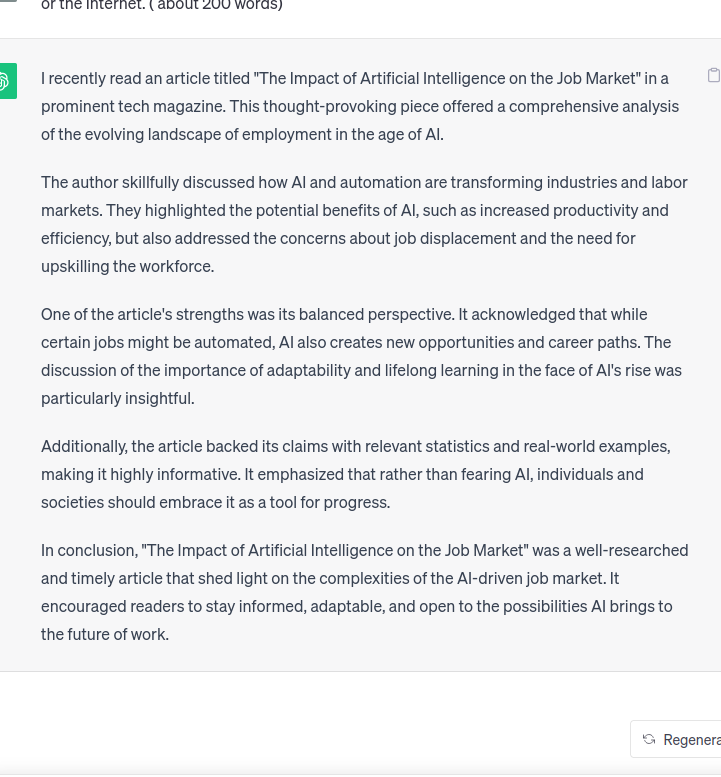 or the Internet. ( about 200 words)
I recently read an article titled "The Impact of Artificial Intelligence on the Job Market" in a
prominent tech magazine. This thought-provoking piece offered a comprehensive analysis
of the evolving landscape of employment in the age of AI.
The author skillfully discussed how AI and automation are transforming industries and labor
markets. They highlighted the potential benefits of AI, such as increased productivity and
efficiency, but also addressed the concerns about job displacement and the need for
upskilling the workforce.
One of the article's strengths was its balanced perspective. It acknowledged that while
certain jobs might be automated, AI also creates new opportunities and career paths. The
discussion of the importance of adaptability and lifelong learning in the face of AI's rise was
particularly insightful.
Additionally, the article backed its claims with relevant statistics and real-world examples,
making it highly informative. It emphasized that rather than fearing AI, individuals and
societies should embrace it as a tool for progress.
In conclusion, "The Impact of Artificial Intelligence on the Job Market" was a well-researched
and timely article that shed light on the complexities of the AI-driven job market. It
encouraged readers to stay informed, adaptable, and open to the possibilities AI brings to
the future of work.
Regenera